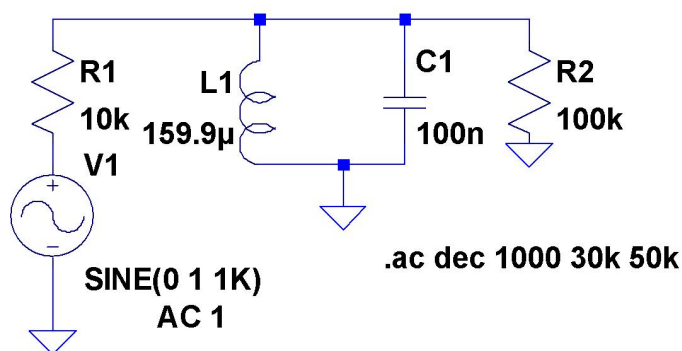 R1
10k
V1
L1
159.9µ
C1
100n
R2
100k
SINE(0 1 1K)
AC 1
.ac dec 1000 30k 50k